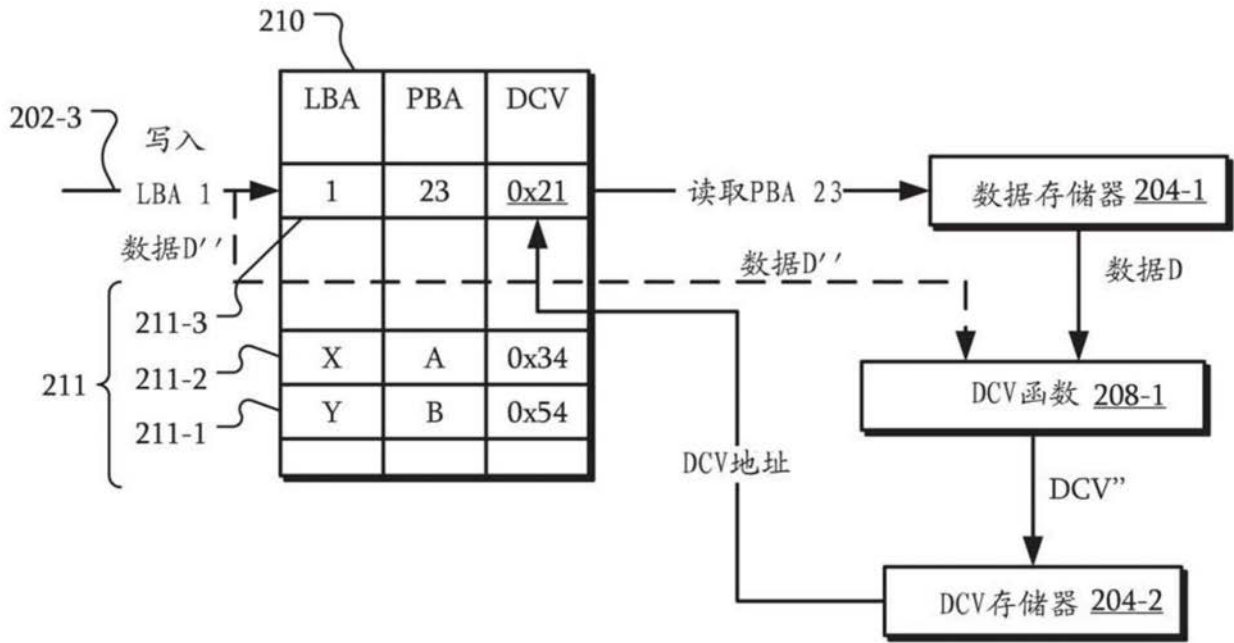 210
LBA PBA DCV
202-3
写入
LBA 1
1 23 0x21
读取PBA 23
数据存储器 204-1
数据D''
数据D''
数据D
211-3
211-2
X A 0x34
211
211-1
Y B 0x54
DCV函数 208-1
DCV地址
DCV”
DCV存储器 204-2